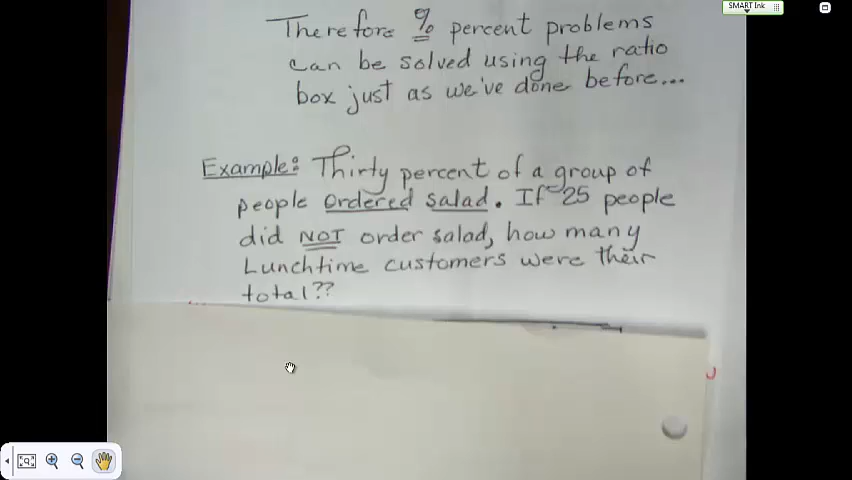 SMART Ink
Therefore % percent problems
can be solved using the ratio
box just as we've done before...
Example: Thirty percent of a group of
people ordered salad. If 25 people
did NOT order salad, how many
Lunchtime customers were their
total??